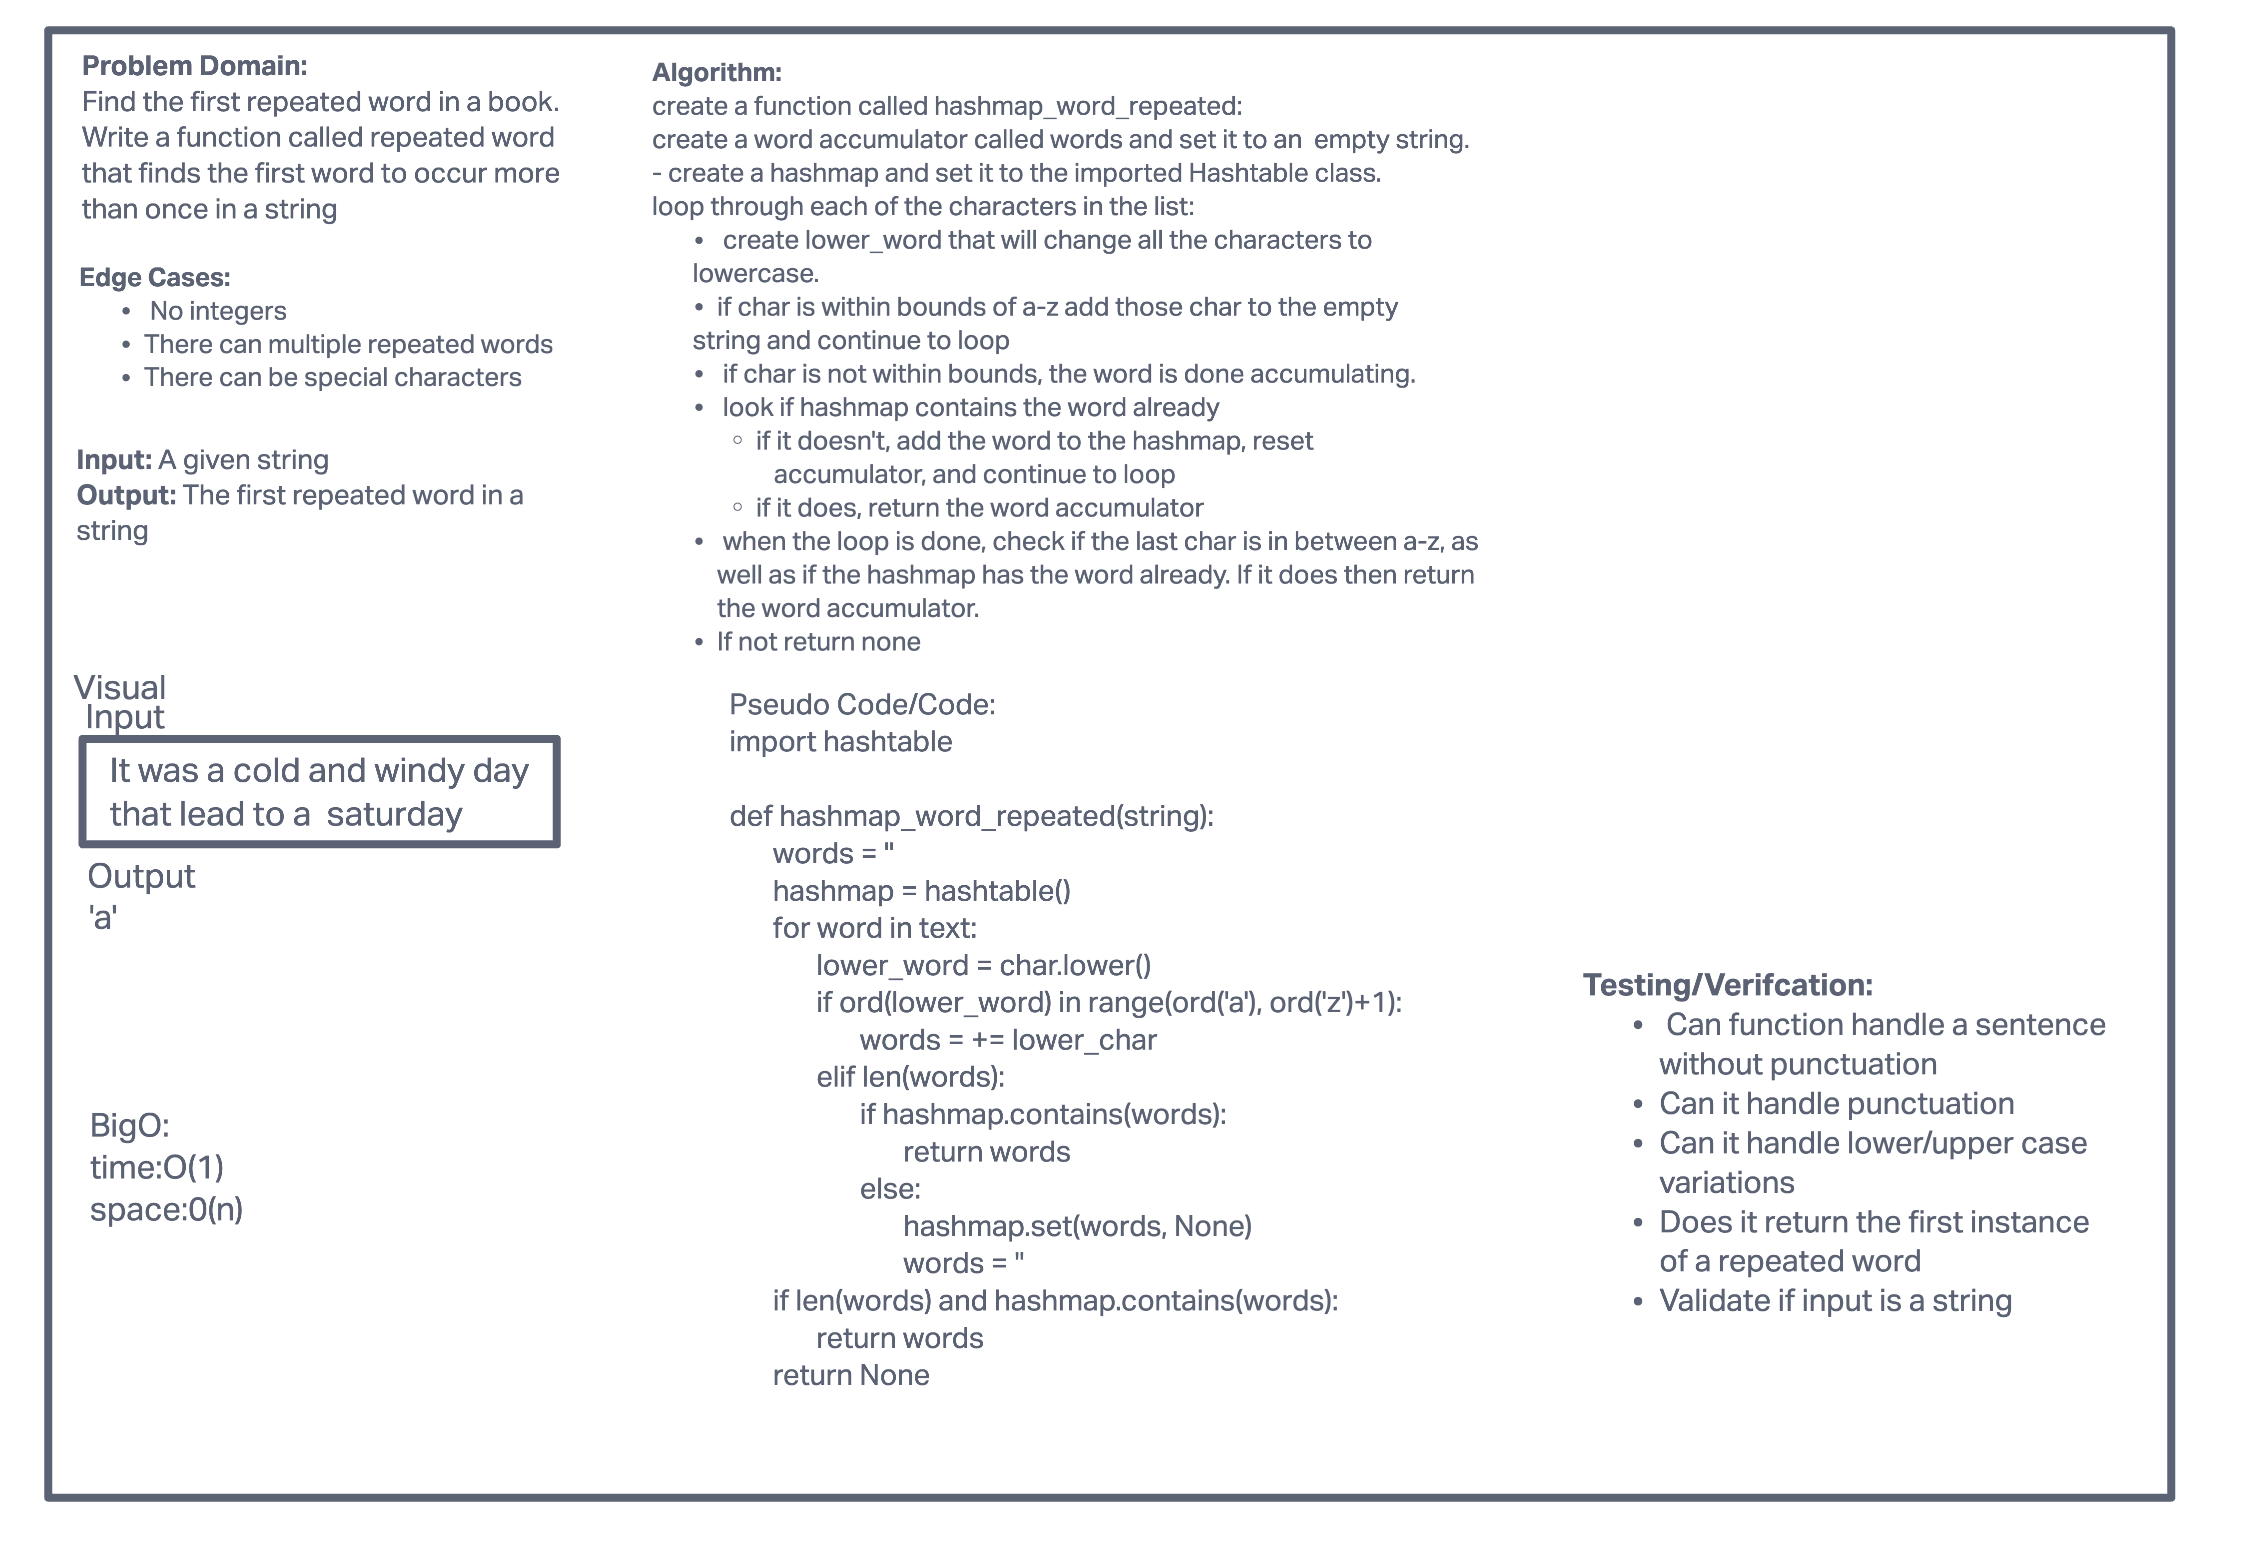 Problem Domain:
Find the first repeated word in a book.
Write a function called repeated word
that finds the first word to occur more
than once in a string
Edge Cases:
• No integers
• There can multiple repeated words
• There can be special characters
Input: A given string
Output: The first repeated word in a
string
Visual
Input
It was a cold and windy day
that lead to a  saturday
Output
'a'
BigO:
time:O(1)
space:0(n)
Algorithm:
create a function called hashmap_word_repeated:
create a word accumulator called words and set it to an  empty string.
- create a hashmap and set it to the imported Hashtable class.
loop through each of the characters in the list:
• create lower_word that will change all the characters to
lowercase.
• if char is within bounds of a-z add those char to the empty
string and continue to loop
• if char is not within bounds, the word is done accumulating.
• look if hashmap contains the word already
◦ if it doesn't, add the word to the hashmap, reset
accumulator, and continue to loop
◦ if it does, return the word accumulator
• when the loop is done, check if the last char is in between a-z, as
well as if the hashmap has the word already. If it does then return
the word accumulator.
• If not return none
Pseudo Code/Code:
import hashtable
def hashmap_word_repeated(string):
words = ''
hashmap = hashtable()
for word in text:
lower_word = char.lower()
if ord(lower_word) in range(ord('a'), ord('z')+1):
words = += lower_char
elif len(words):
if hashmap.contains(words):
return words
else:
hashmap.set(words, None)
words = ''
if len(words) and hashmap.contains(words):
return words
return None
Testing/Verifcation:
• Can function handle a sentence
without punctuation
• Can it handle punctuation
• Can it handle lower/upper case
variations
• Does it return the first instance
of a repeated word
• Validate if input is a string